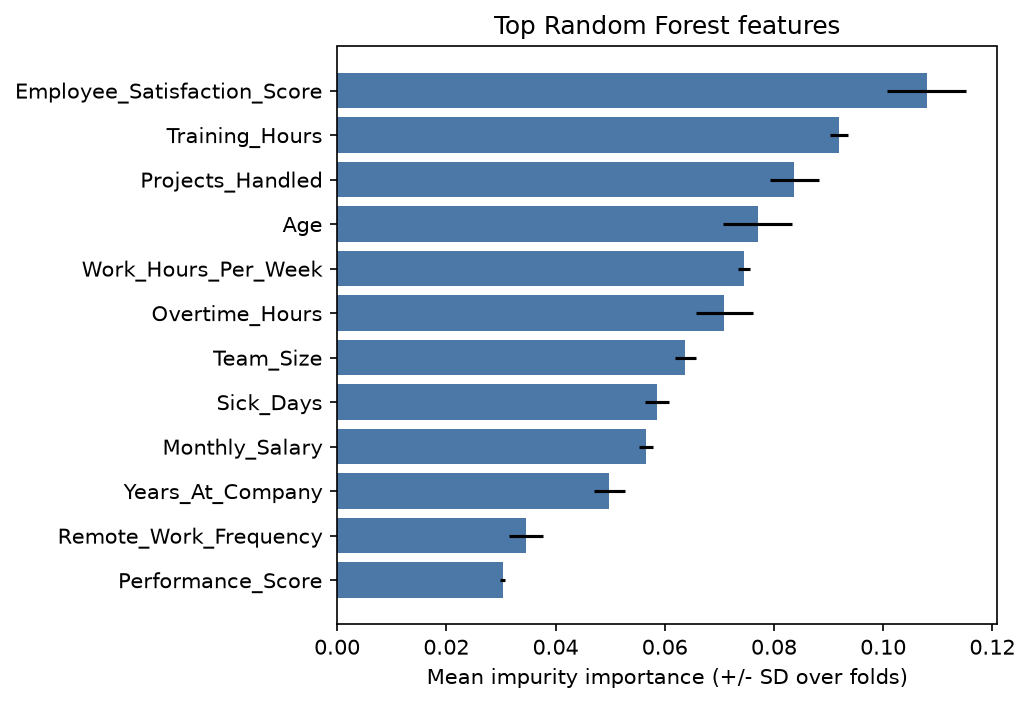 Top Random Forest features
Employee_Satisfaction_Score
Training_Hours
Projects_Handled
Age
Work_Hours_Per_Week
Overtime_Hours
Team_Size
Sick_Days
Monthly_Salary
Years_At_Company
Remote_Work_Frequency
Performance_Score
0.00 0.02 0.04 0.06 0.08 0.10 0.12
Mean impurity importance (+/- SD over folds)